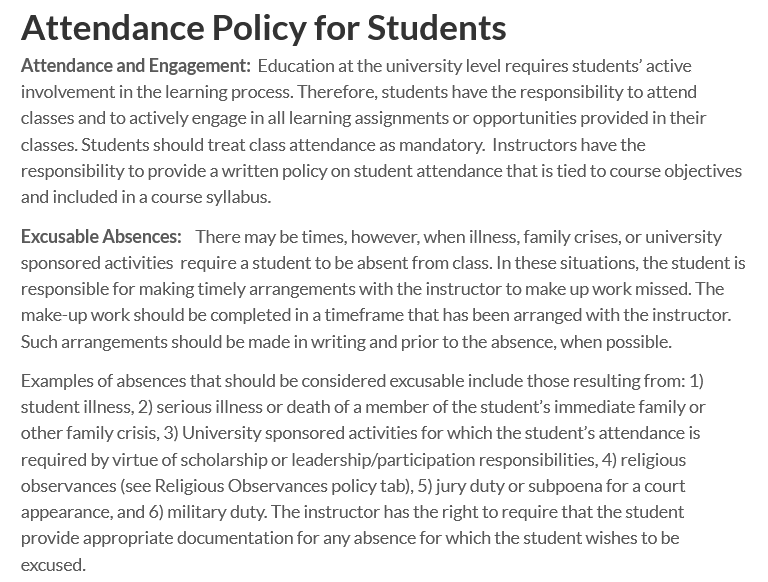 Attendance Policy for Students
Attendance and Engagement:  Education at the university level requires students’ active
involvement in the learning process. Therefore, students have the responsibility to attend
classes and to actively engage in all learning assignments or opportunities provided in their
classes. Students should treat class attendance as mandatory.  Instructors have the
responsibility to provide a written policy on student attendance that is tied to course objectives
and included in a course syllabus.
Excusable Absences:   There may be times, however, when illness, family crises, or university
sponsored activities  require a student to be absent from class. In these situations, the student is
responsible for making timely arrangements with the instructor to make up work missed. The
make-up work should be completed in a timeframe that has been arranged with the instructor.
Such arrangements should be made in writing and prior to the absence, when possible.
Examples of absences that should be considered excusable include those resulting from: 1)
student illness, 2) serious illness or death of a member of the student’s immediate family or
other family crisis, 3) University sponsored activities for which the student’s attendance is
required by virtue of scholarship or leadership/participation responsibilities, 4) religious
observances (see Religious Observances policy tab), 5) jury duty or subpoena for a court
appearance, and 6) military duty. The instructor has the right to require that the student
provide appropriate documentation for any absence for which the student wishes to be
excused.